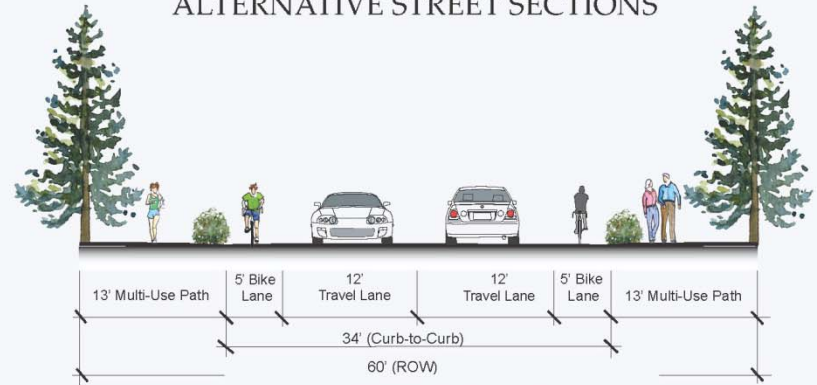 ALTERNATIVE STREET SECTIONS
13' Multi-Use Path
5' Bike
Lane
12'
Travel Lane
12'
Travel Lane
5' Bike
Lane
13' Multi-Use Path
34' (Curb-to-Curb)
60' (ROW)